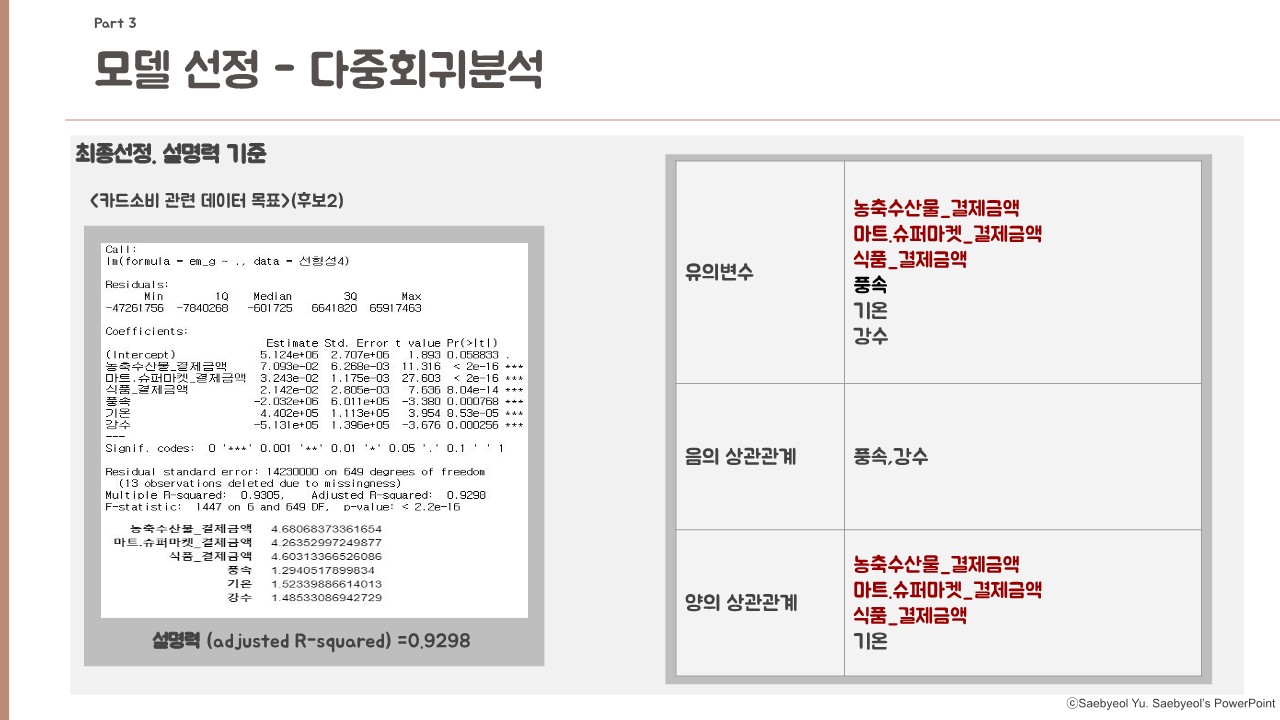 Part 3
모델 선정 - 다중회귀분석
최종선정. 설명력 기준
<카드소비 관련 데이터 목표>(후보2)
Call:
lm(formula = em_g ~ ., data = 선형성4)
Residuals:
Min 1Q Median 3Q Max
-47261756 -7840268 -601725 6641820 65917463
Coefficients:
Estimate Std. Error t value Pr(>|t|)
(Intercept) 5.124e+06 2.707e+06 1.893 0.058833 .
농축수산물_결제금액 7.093e-02 6.268e-03 11.316 < 2e-16 ***
마트.슈퍼마켓_결제금액 3.243e-02 1.175e-03 27.603 < 2e-16 ***
식품_결제금액 2.142e-02 2.805e-03 7.636 8.04e-14 ***
풍속 -2.032e+06 6.011e+05 -3.380 0.000768 ***
기온 4.402e+05 1.113e+05 3.954 8.53e-05 ***
강수 -5.131e+05 1.396e+05 -3.676 0.000256 ***
---
Signif. codes: 0 '***' 0.001 '**' 0.01 '*' 0.05 '.' 0.1 ' ' 1
Residual standard error: 14230000 on 649 degrees of freedom
(13 observations deleted due to missingness)
Multiple R-squared: 0.9305, Adjusted R-squared: 0.9298
F-statistic: 1447 on 6 and 649 DF, p-value: < 2.2e-16
농축수산물_결제금액 4.68068373361654
마트.슈퍼마켓_결제금액 4.26352997249877
식품_결제금액 4.60313366526086
풍속 1.2940517899834
기온 1.52339886614013
강수 1.48533086942729
설명력 (adjusted R-squared) =0.9298
유의변수
농축수산물_결제금액
마트.슈퍼마켓_결제금액
식품_결제금액
풍속
기온
강수
음의 상관관계
풍속,강수
양의 상관관계
농축수산물_결제금액
마트.슈퍼마켓_결제금액
식품_결제금액
기온
ⓒSaebyeol Yu. Saebyeol's PowerPoint